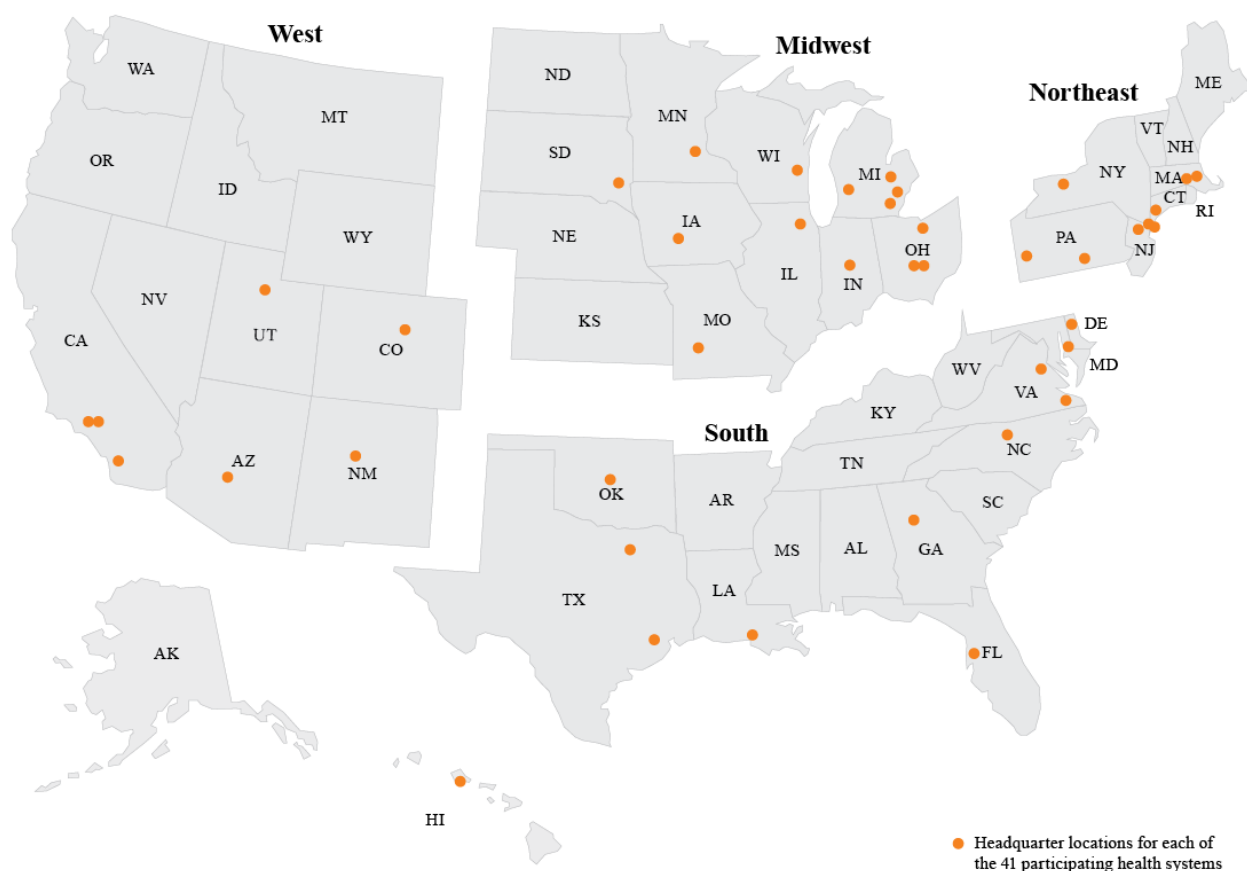 West
Midwest
Northeast
South
WA
MT
OR
ID
WY
NV
UT
CO
CA
AZ
NM
AK
HI
ND
MN
SD
WI
MI
IA
NE
IL
IN
OH
KS
MO
ME
VT
NH
NY
MA
CT
RI
PA
NJ
DE
MD
WV
VA
KY
NC
TN
SC
OK
AR
MS
AL
GA
LA
TX
FL
Headquarter locations for each of
the 41 participating health systems